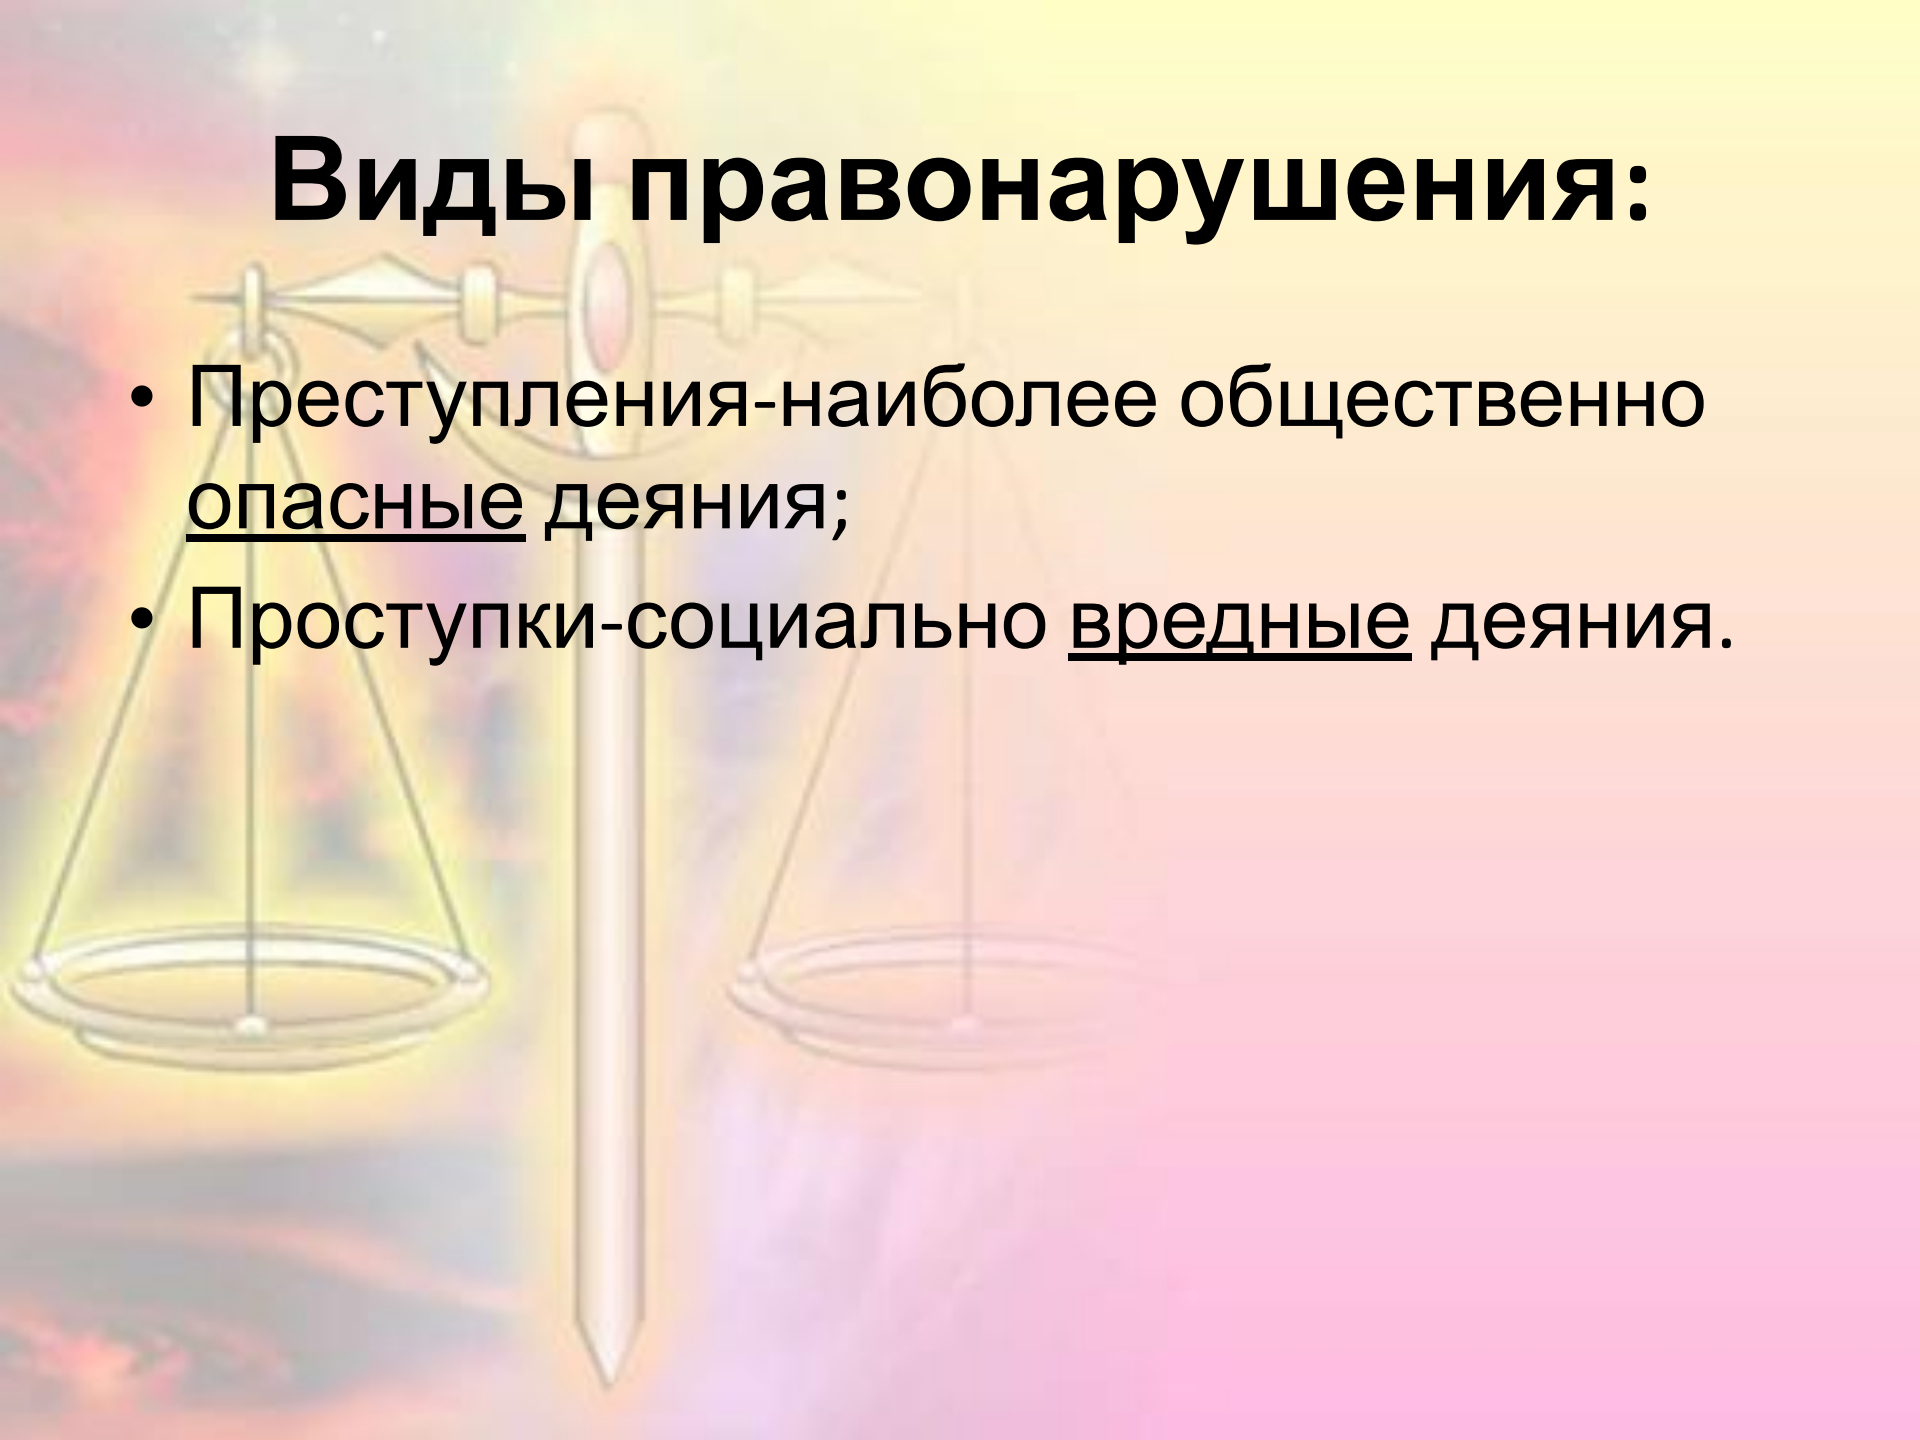 Виды правонарушения:
• Преступления-наиболее общественно
опасные деяния;
• Проступки-социально вредные деяния.